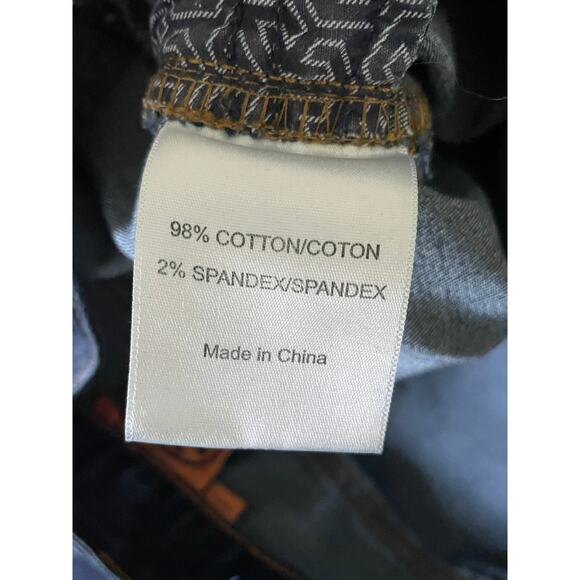 98% COTTON/COTON
2% SPANDEX/SPANDEX
Made in China